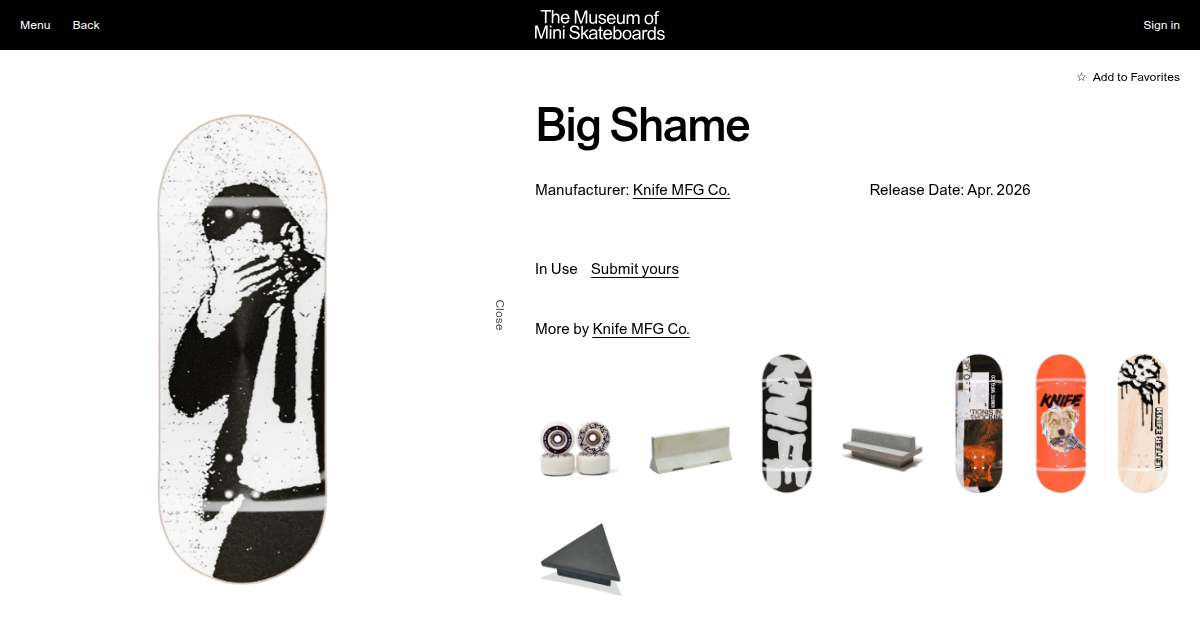 Menu
Back
The Museum of
Mini Skateboards
Sign in
☆ Add to Favorites
Big Shame
Manufacturer: Knife MFG Co.
Release Date: Apr. 2026
In Use Submit yours
Close
More by Knife MFG Co.
KNIFE
KNIFE